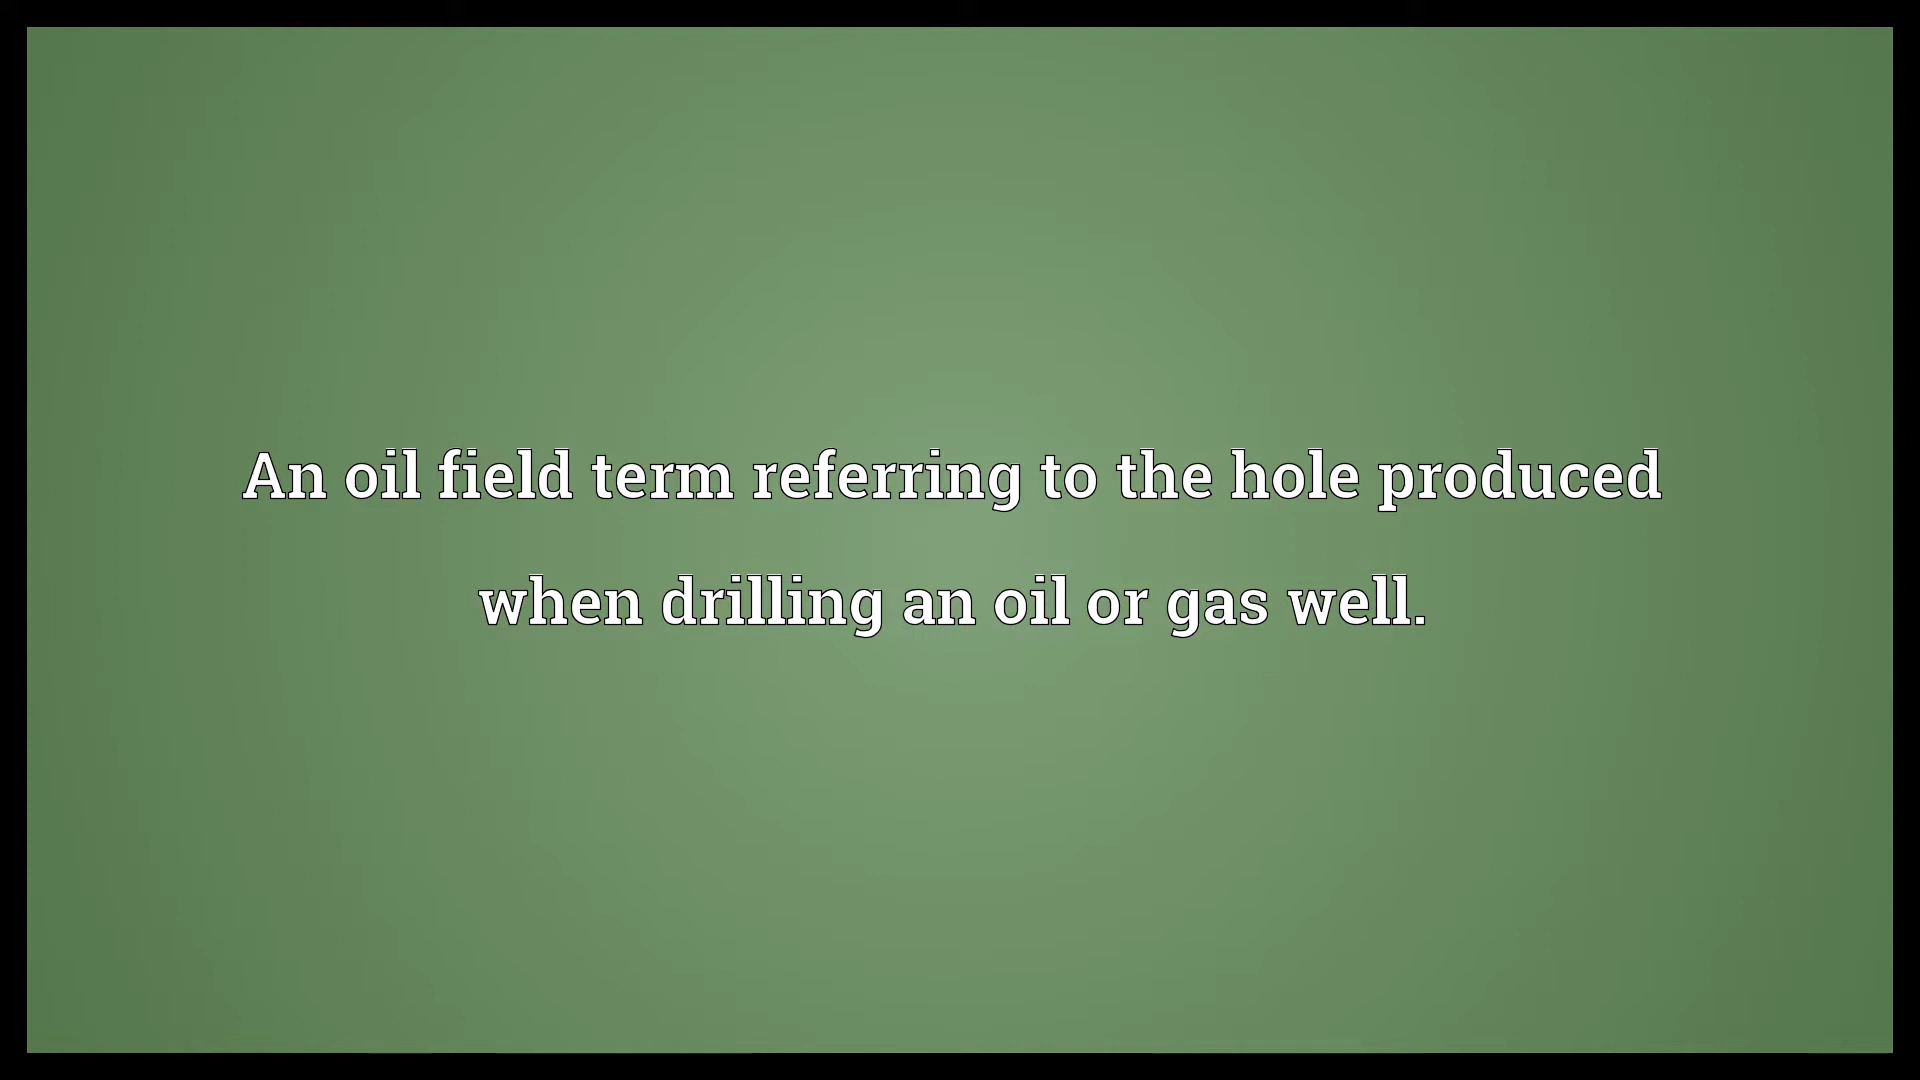 An oil field term referring to the hole produced
when drilling an oil or gas well.